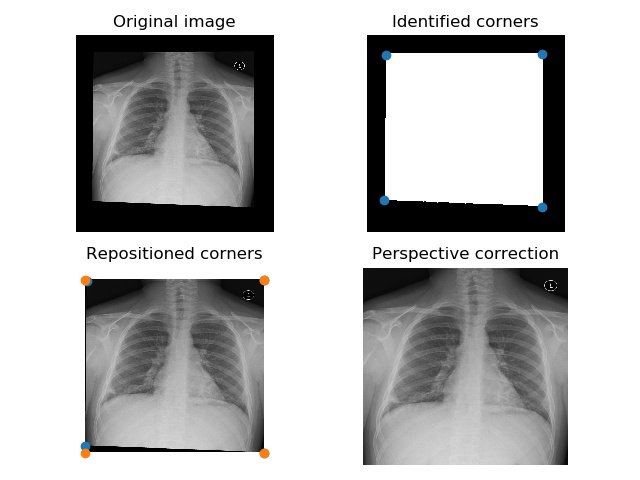 Original image
Identified corners
L
Repositioned corners
Perspective correction
L